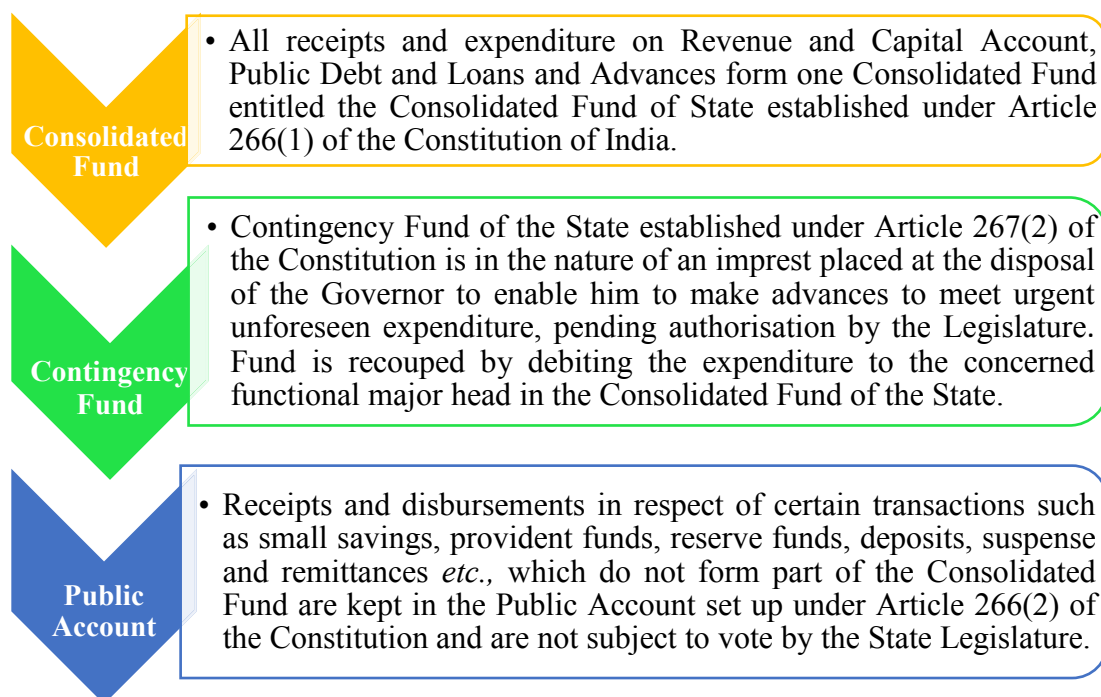 Consolidated
Fund
• All receipts and expenditure on Revenue and Capital Account,
Public Debt and Loans and Advances form one Consolidated Fund
entitled the Consolidated Fund of State established under Article
266(1) of the Constitution of India.
Contingency
Fund
• Contingency Fund of the State established under Article 267(2) of
the Constitution is in the nature of an imprest placed at the disposal
of the Governor to enable him to make advances to meet urgent
unforeseen expenditure, pending authorisation by the Legislature.
Fund is recouped by debiting the expenditure to the concerned
functional major head in the Consolidated Fund of the State.
Public
Account
• Receipts and disbursements in respect of certain transactions such
as small savings, provident funds, reserve funds, deposits, suspense
and remittances etc., which do not form part of the Consolidated
Fund are kept in the Public Account set up under Article 266(2) of
the Constitution and are not subject to vote by the State Legislature.